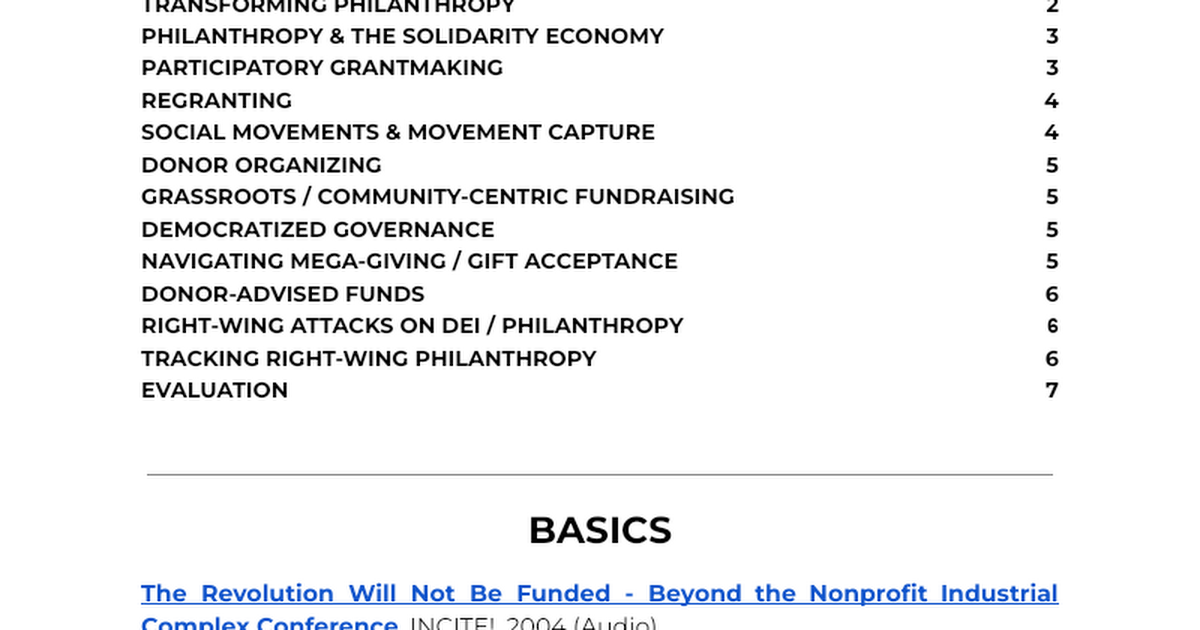 TRANSFORMING PHILANTHROPY 2
PHILANTHROPY & THE SOLIDARITY ECONOMY 3
PARTICIPATORY GRANTMAKING 3
REGRANTING 4
SOCIAL MOVEMENTS & MOVEMENT CAPTURE 4
DONOR ORGANIZING 5
GRASSROOTS / COMMUNITY-CENTRIC FUNDRAISING 5
DEMOCRATIZED GOVERNANCE 5
NAVIGATING MEGA-GIVING / GIFT ACCEPTANCE 5
DONOR-ADVISED FUNDS 6
RIGHT-WING ATTACKS ON DEI / PHILANTHROPY 6
TRACKING RIGHT-WING PHILANTHROPY 6
EVALUATION 7
BASICS
The Revolution Will Not Be Funded - Beyond the Nonprofit Industrial
Complex Conference, INCITE!, 2004 (Audio)